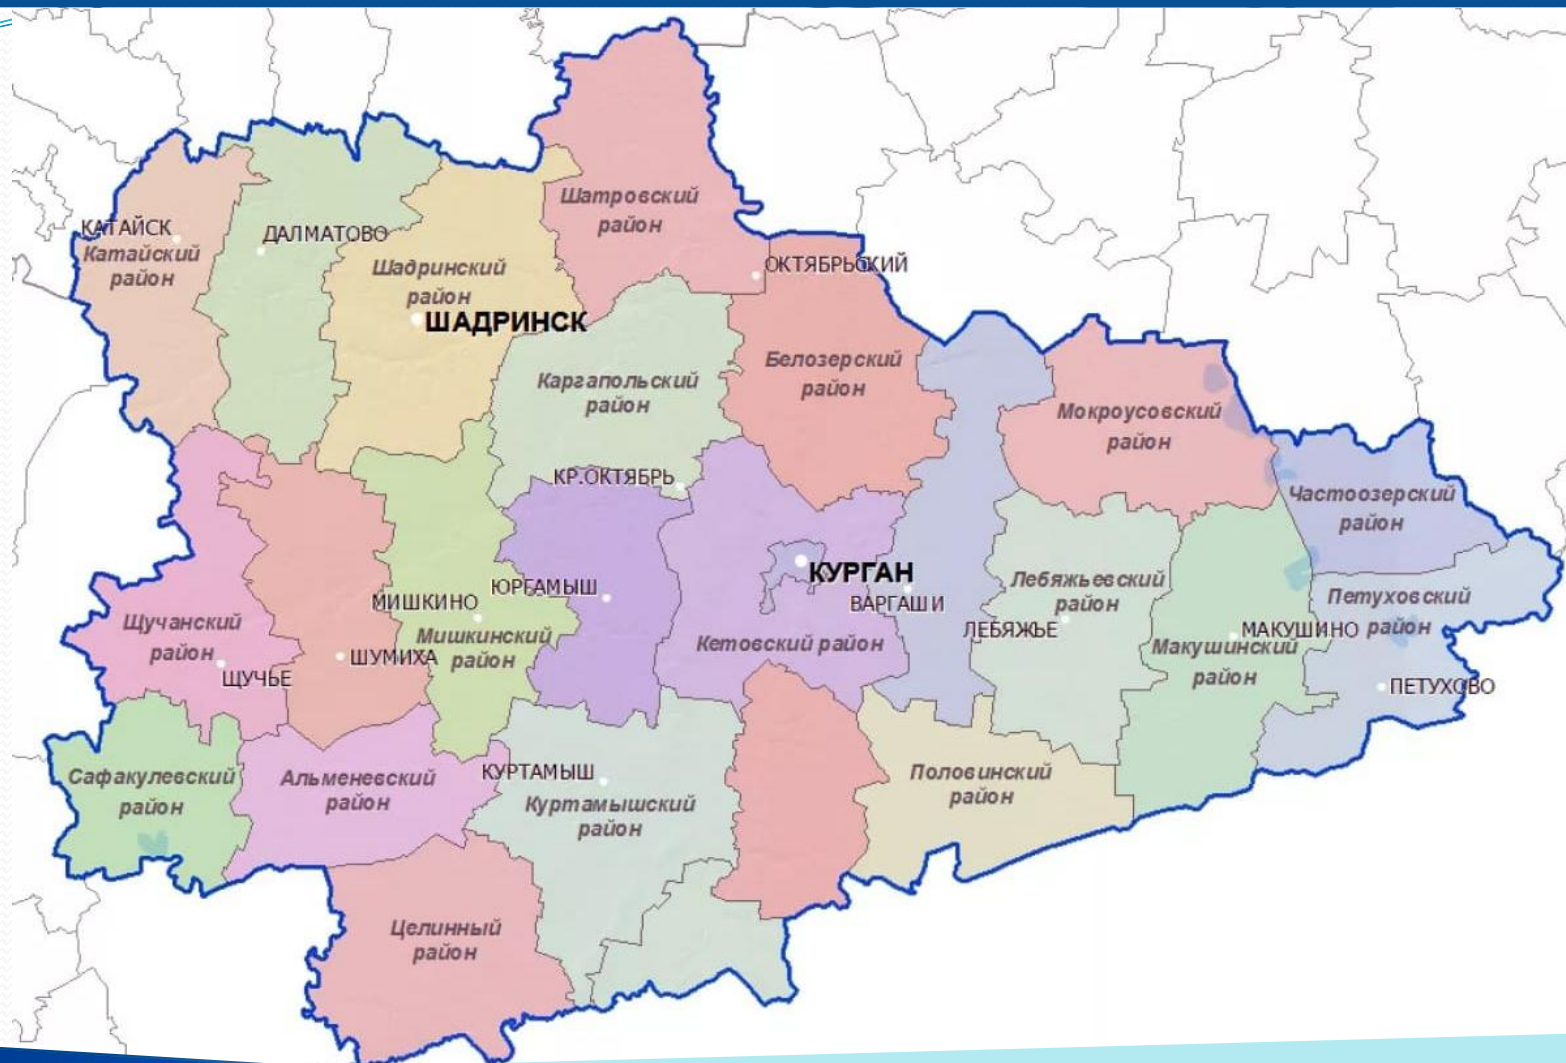 Шатровский
район
КАТАЙСК
Катайский
район
ДАЛМАТОВО
Шадринский
район
ШАДРИНСК
ОКТЯБРЬСКИЙ
Каргапольский
район
Белозерский
район
Мокроусовский
район
КР.ОКТЯБРЬ
Частоозерский
район
КУРГАН
ВАРГАШИ
Лебяжьевский
район
ЛЕБЯЖЬЕ
Петуховский
район
МАКУШИНО
Макушинский
район
ПЕТУХОВО
ЮРГАМЫШ
МИШКИНО
Мишкинский
район
Кетовский район
Щучанский
район
ЩУЧЬЕ
ШУМИХА
Сафакулевский
район
Альменевский
район
КУРТАМЫШ
Куртамышский
район
Половинский
район
Целинный
район